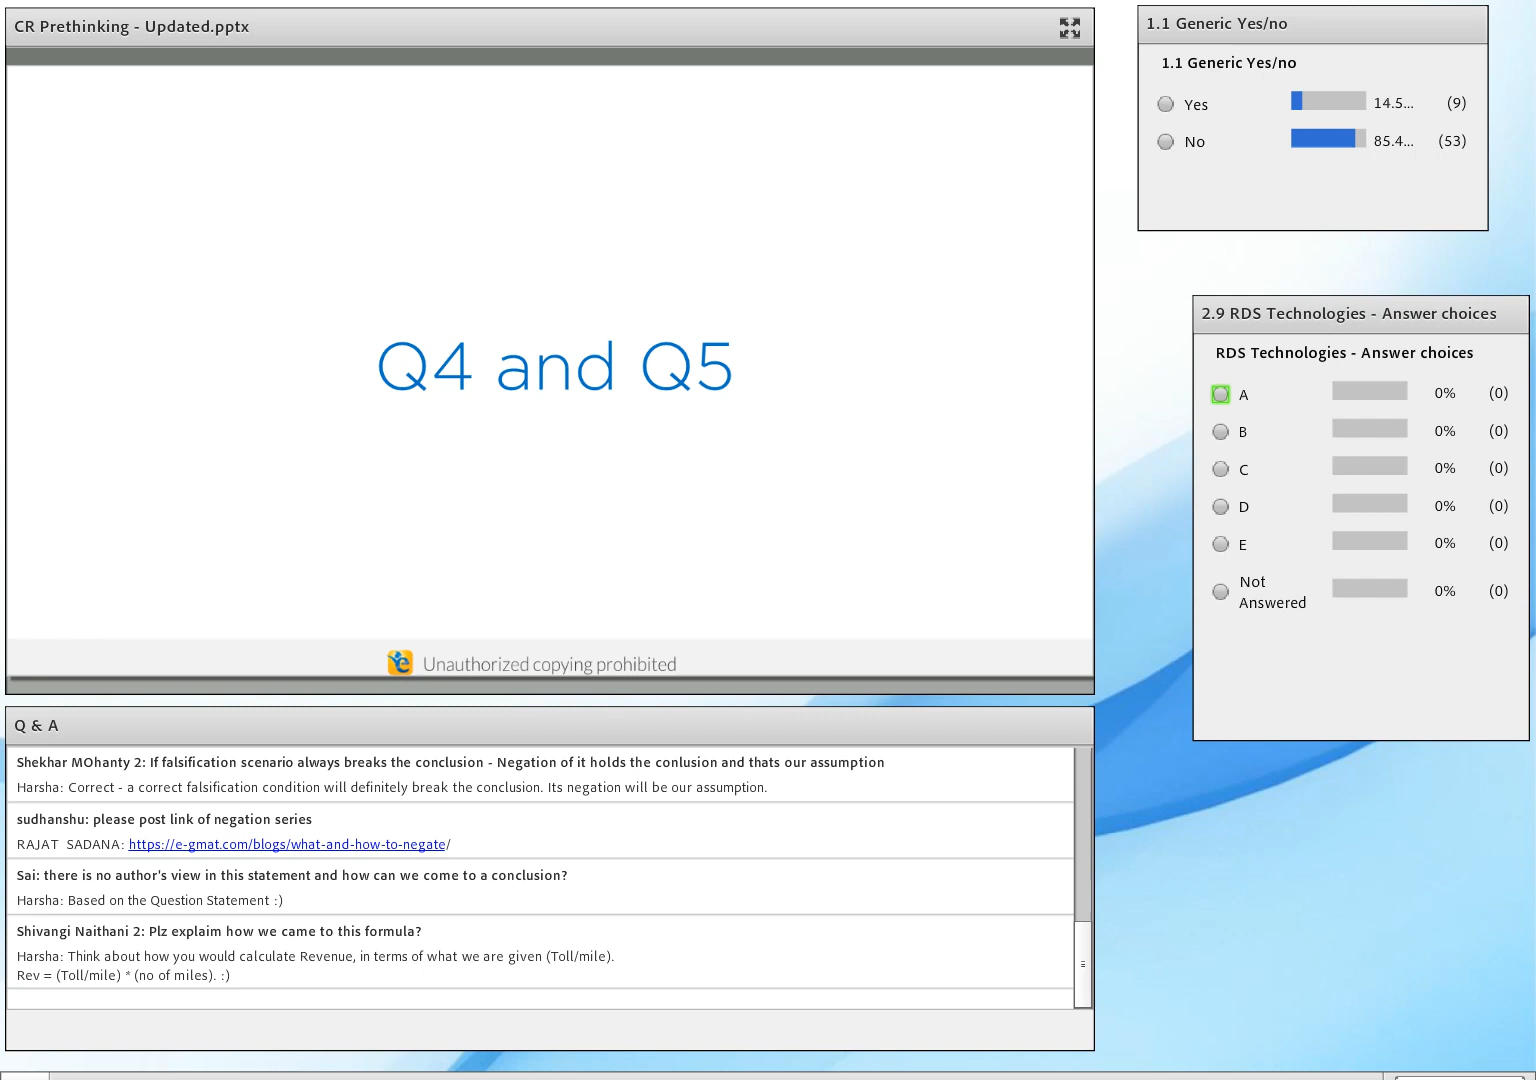 CR Prethinking - Updated.pptx
Q4 and Q5
Unauthorized copying prohibited
Q & A
Shekhar MOhanty 2: If falsification scenario always breaks the conclusion - Negation of it holds the conlusion and thats our assumption
Harsha: Correct - a correct falsification condition will definitely break the conclusion. Its negation will be our assumption.
sudhanshu: please post link of negation series
RAJAT SADANA: https://e-gmat.com/blogs/what-and-how-to-negate/
Sai: there is no author's view in this statement and how can we come to a conclusion?
Harsha: Based on the Question Statement :)
Shivangi Naithani 2: Plz explaim how we came to this formula?
Harsha: Think about how you would calculate Revenue, in terms of what we are given (Toll/mile).
Rev = (Toll/mile) * (no of miles). :)
1.1 Generic Yes/no
1.1 Generic Yes/no
Yes 14.5... (9)
No 85.4... (53)
2.9 RDS Technologies - Answer choices
RDS Technologies - Answer choices
A 0% (0)
B 0% (0)
C 0% (0)
D 0% (0)
E 0% (0)
Not
Answered 0% (0)